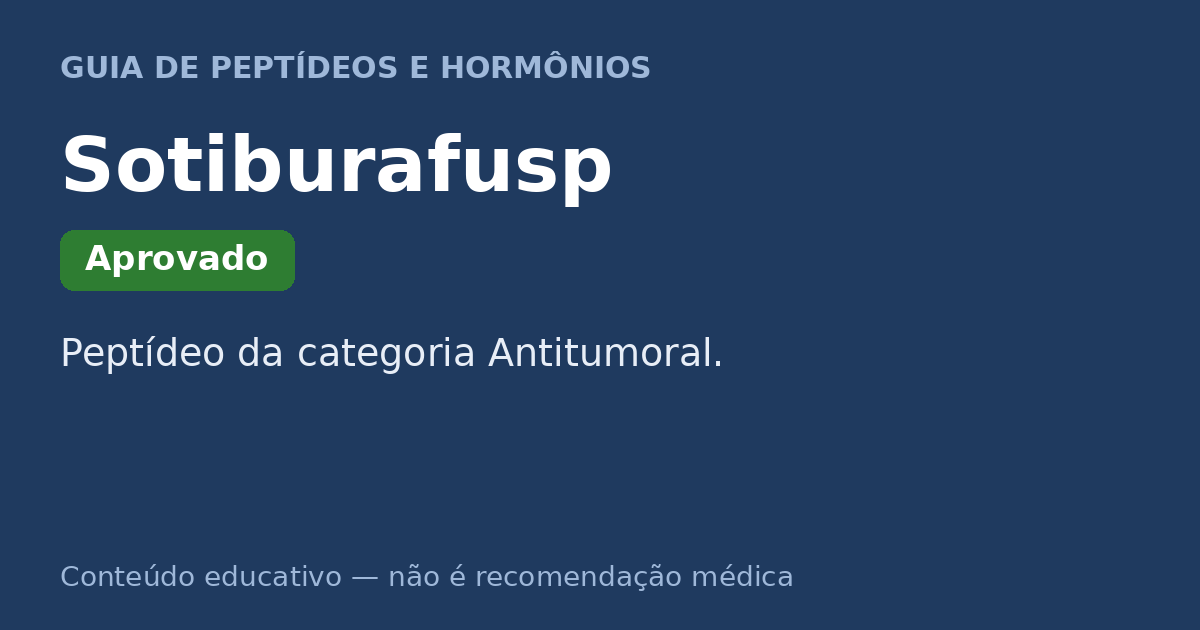 GUIA DE PEPTÍDEOS E HORMÔNIOS
Sotiburafusp
Aprovado
Peptídeo da categoria Antitumoral.
Conteúdo educativo — não é recomendação médica